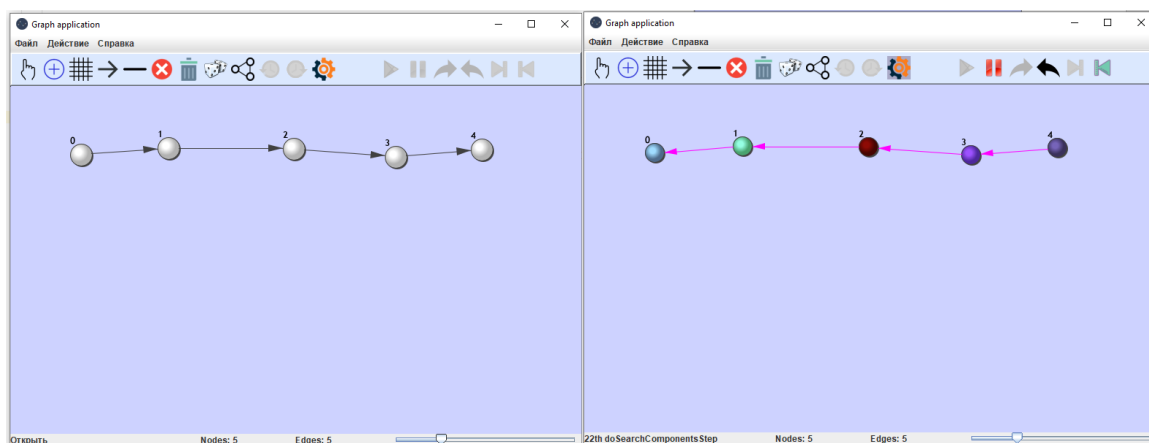 Graph application
Файл Действие Справка
0
1
2
3
4
Открыть Nodes: 5 Edges: 5
Graph application
Файл Действие Справка
0
1
2
3
4
22th doSearchComponentsStep Nodes: 5 Edges: 5